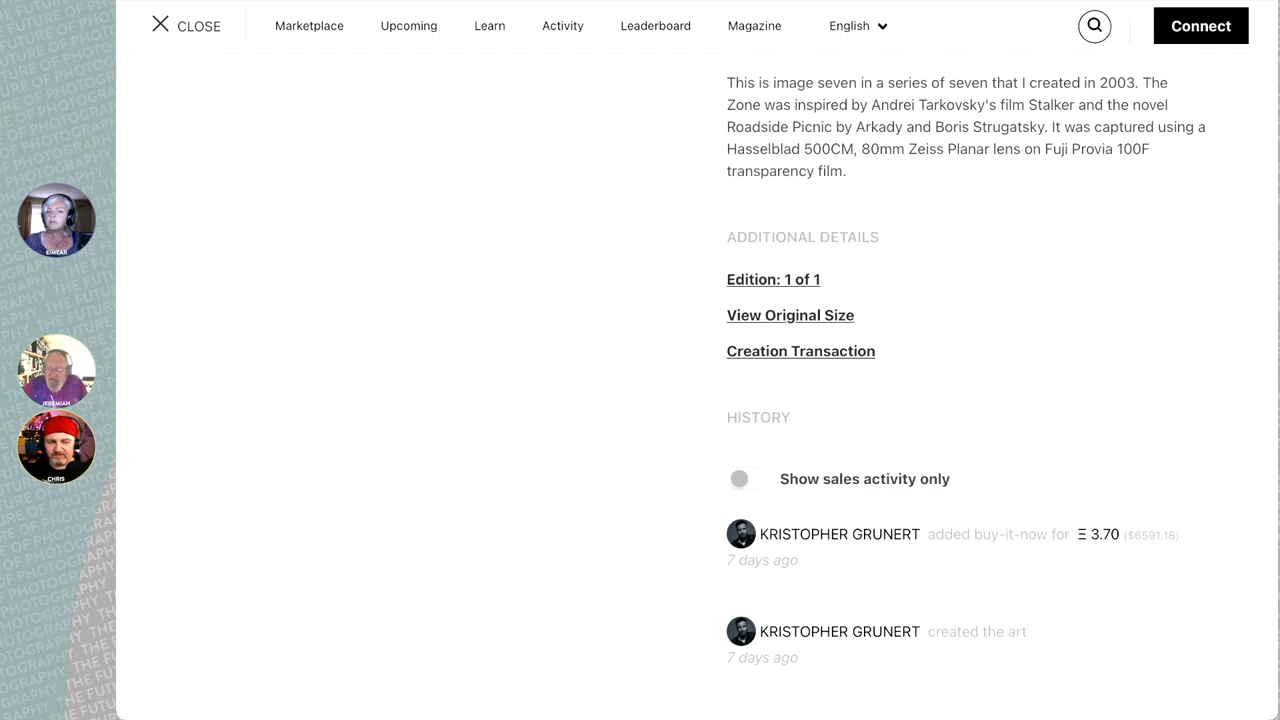 CLOSE
Marketplace
Upcoming
Learn
Activity
Leaderboard
Magazine
English
Connect
This is image seven in a series of seven that I created in 2003. The
Zone was inspired by Andrei Tarkovsky's film Stalker and the novel
Roadside Picnic by Arkady and Boris Strugatsky. It was captured using a
Hasselblad 500CM, 80mm Zeiss Planar lens on Fuji Provia 100F
transparency film.
ADDITIONAL DETAILS
Edition: 1 of 1
View Original Size
Creation Transaction
HISTORY
Show sales activity only
KRISTOPHER GRUNERT added buy-it-now for Ξ 3.70 ($6591.18)
7 days ago
KRISTOPHER GRUNERT created the art
7 days ago
EIMEAR
JEREMIAH
CHRIS